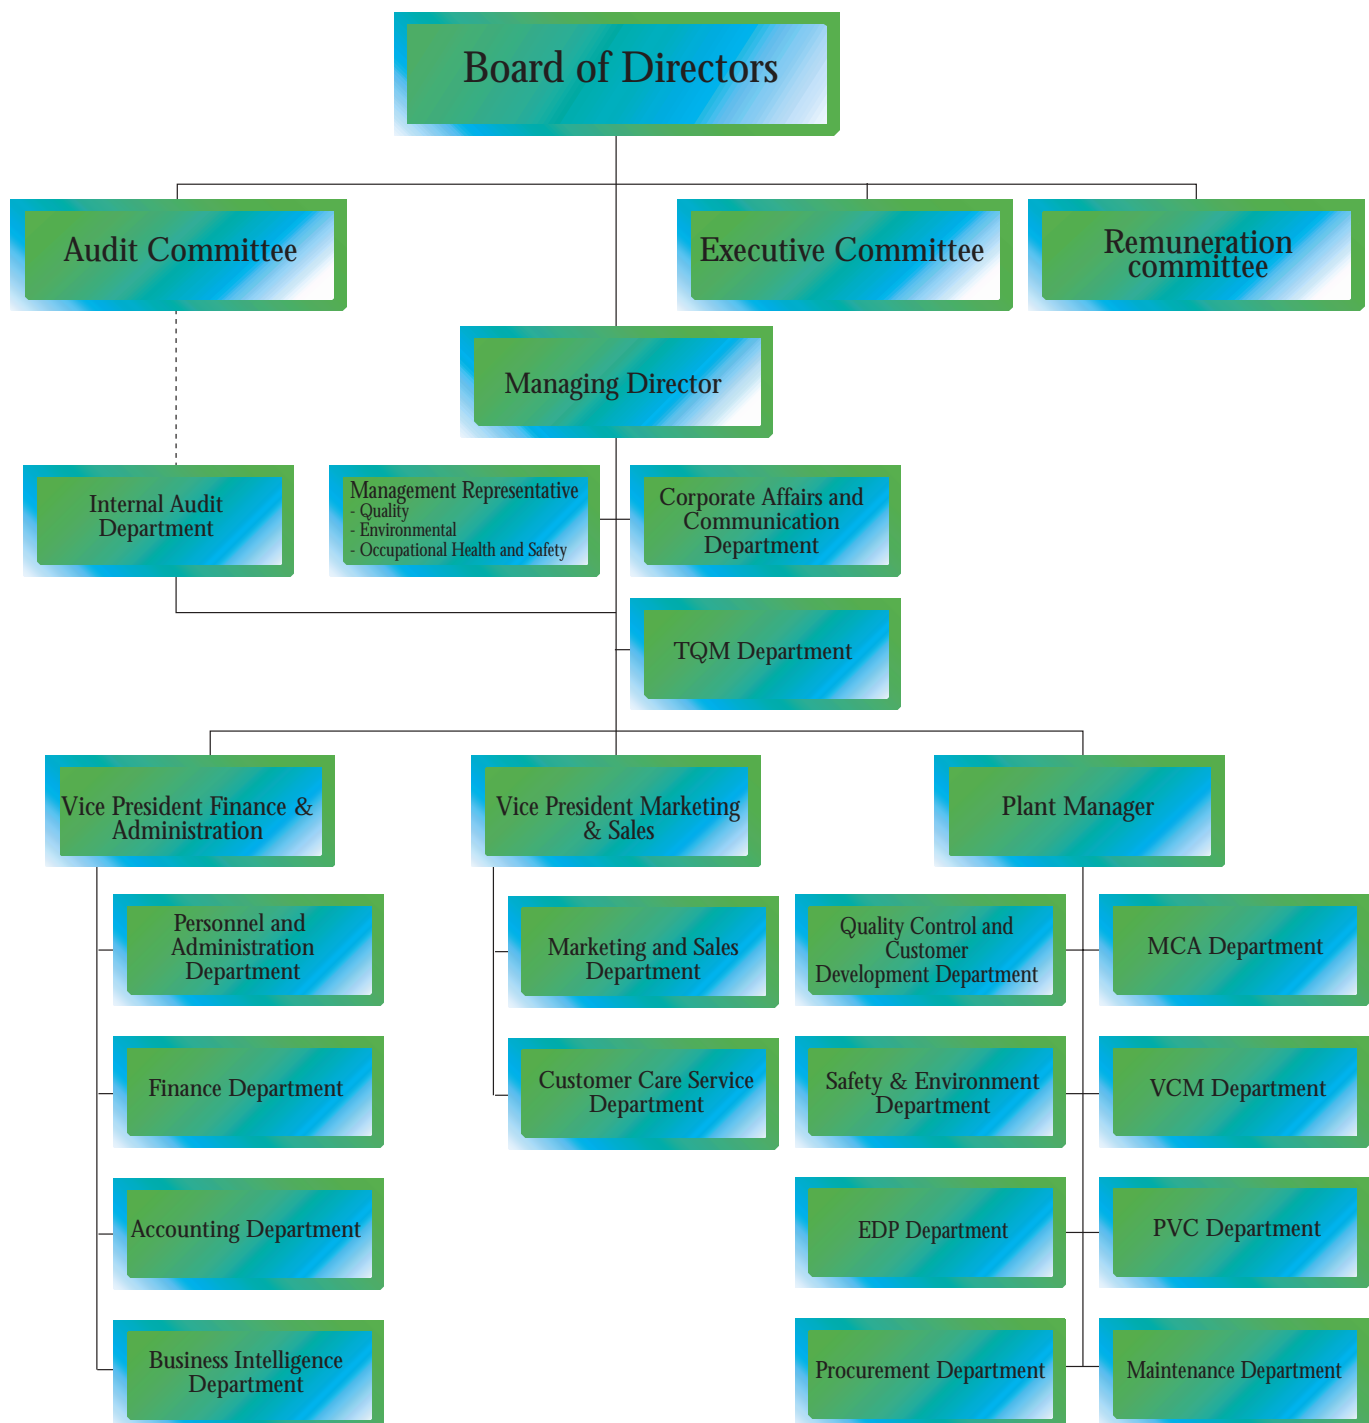 Board of Directors
Audit Committee
Executive Committee
Remuneration
committee
Managing Director
Internal Audit
Department
Management Representative
- Quality
- Environmental
- Occupational Health and Safety
Corporate Affairs and
Communication
Department
TQM Department
Vice President Finance &
Administration
Vice President Marketing
& Sales
Plant Manager
Personnel and
Administration
Department
Finance Department
Accounting Department
Business Intelligence
Department
Marketing and Sales
Department
Customer Care Service
Department
Quality Control and
Customer
Development Department
MCA Department
Safety & Environment
Department
VCM Department
EDP Department
PVC Department
Procurement Department
Maintenance Department